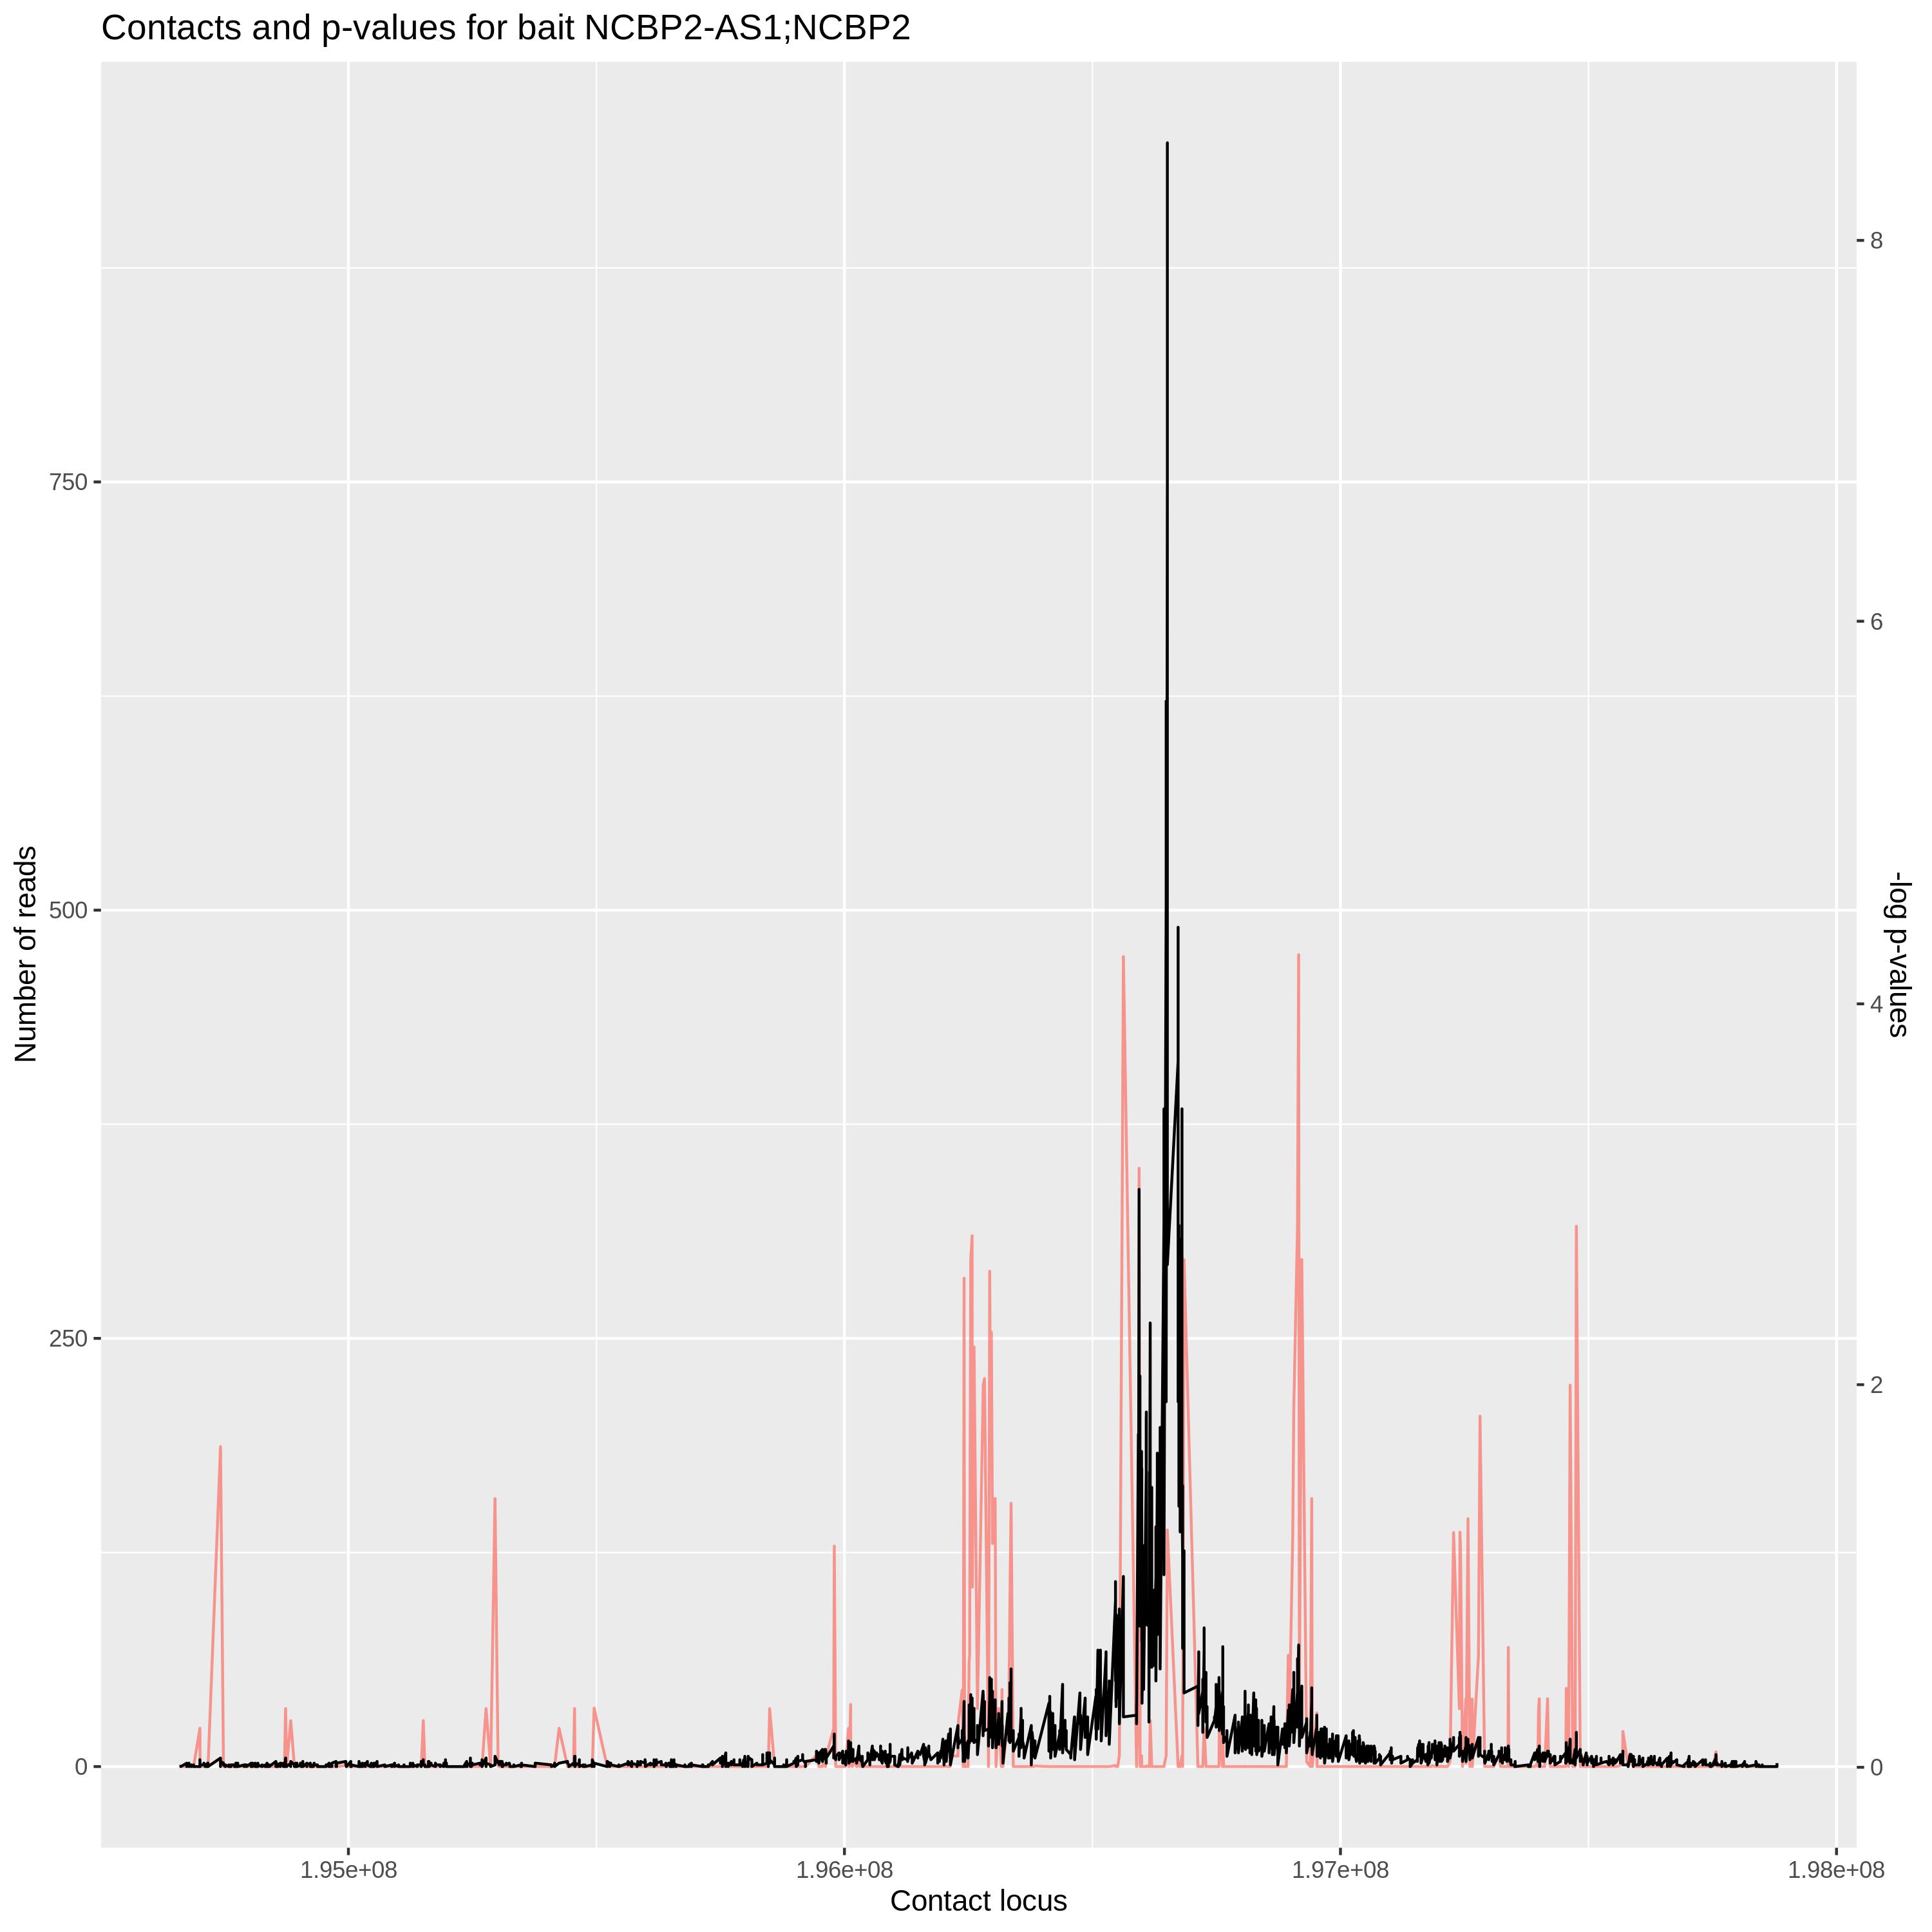 Contacts and p-values for bait NCBP2-AS1;NCBP2
Number of reads
750
500
250
0
8
6
4
2
0
-log p-values
1.95e+08
1.96e+08
1.97e+08
1.98e+08
Contact locus